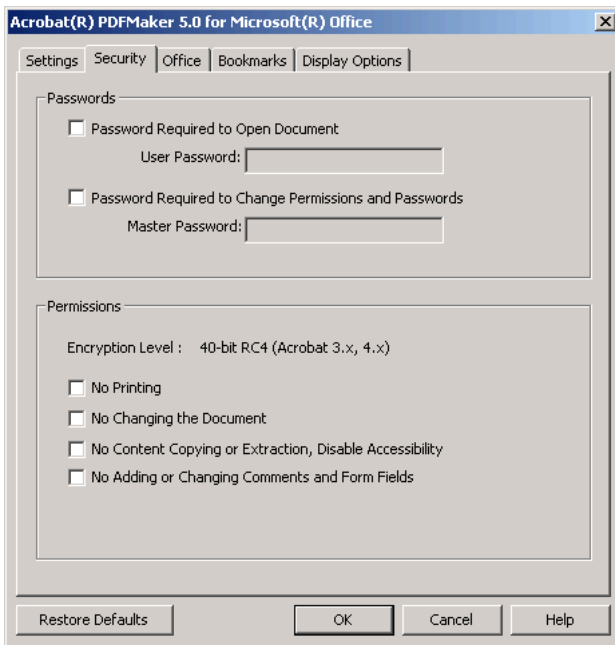 Acrobat(R) PDFMaker 5.0 for Microsoft(R) Office
Settings Security Office Bookmarks Display Options
Passwords
Password Required to Open Document
User Password:
Password Required to Change Permissions and Passwords
Master Password:
Permissions
Encryption Level : 40-bit RC4 (Acrobat 3.x, 4.x)
No Printing
No Changing the Document
No Content Copying or Extraction, Disable Accessibility
No Adding or Changing Comments and Form Fields
Restore Defaults OK Cancel Help